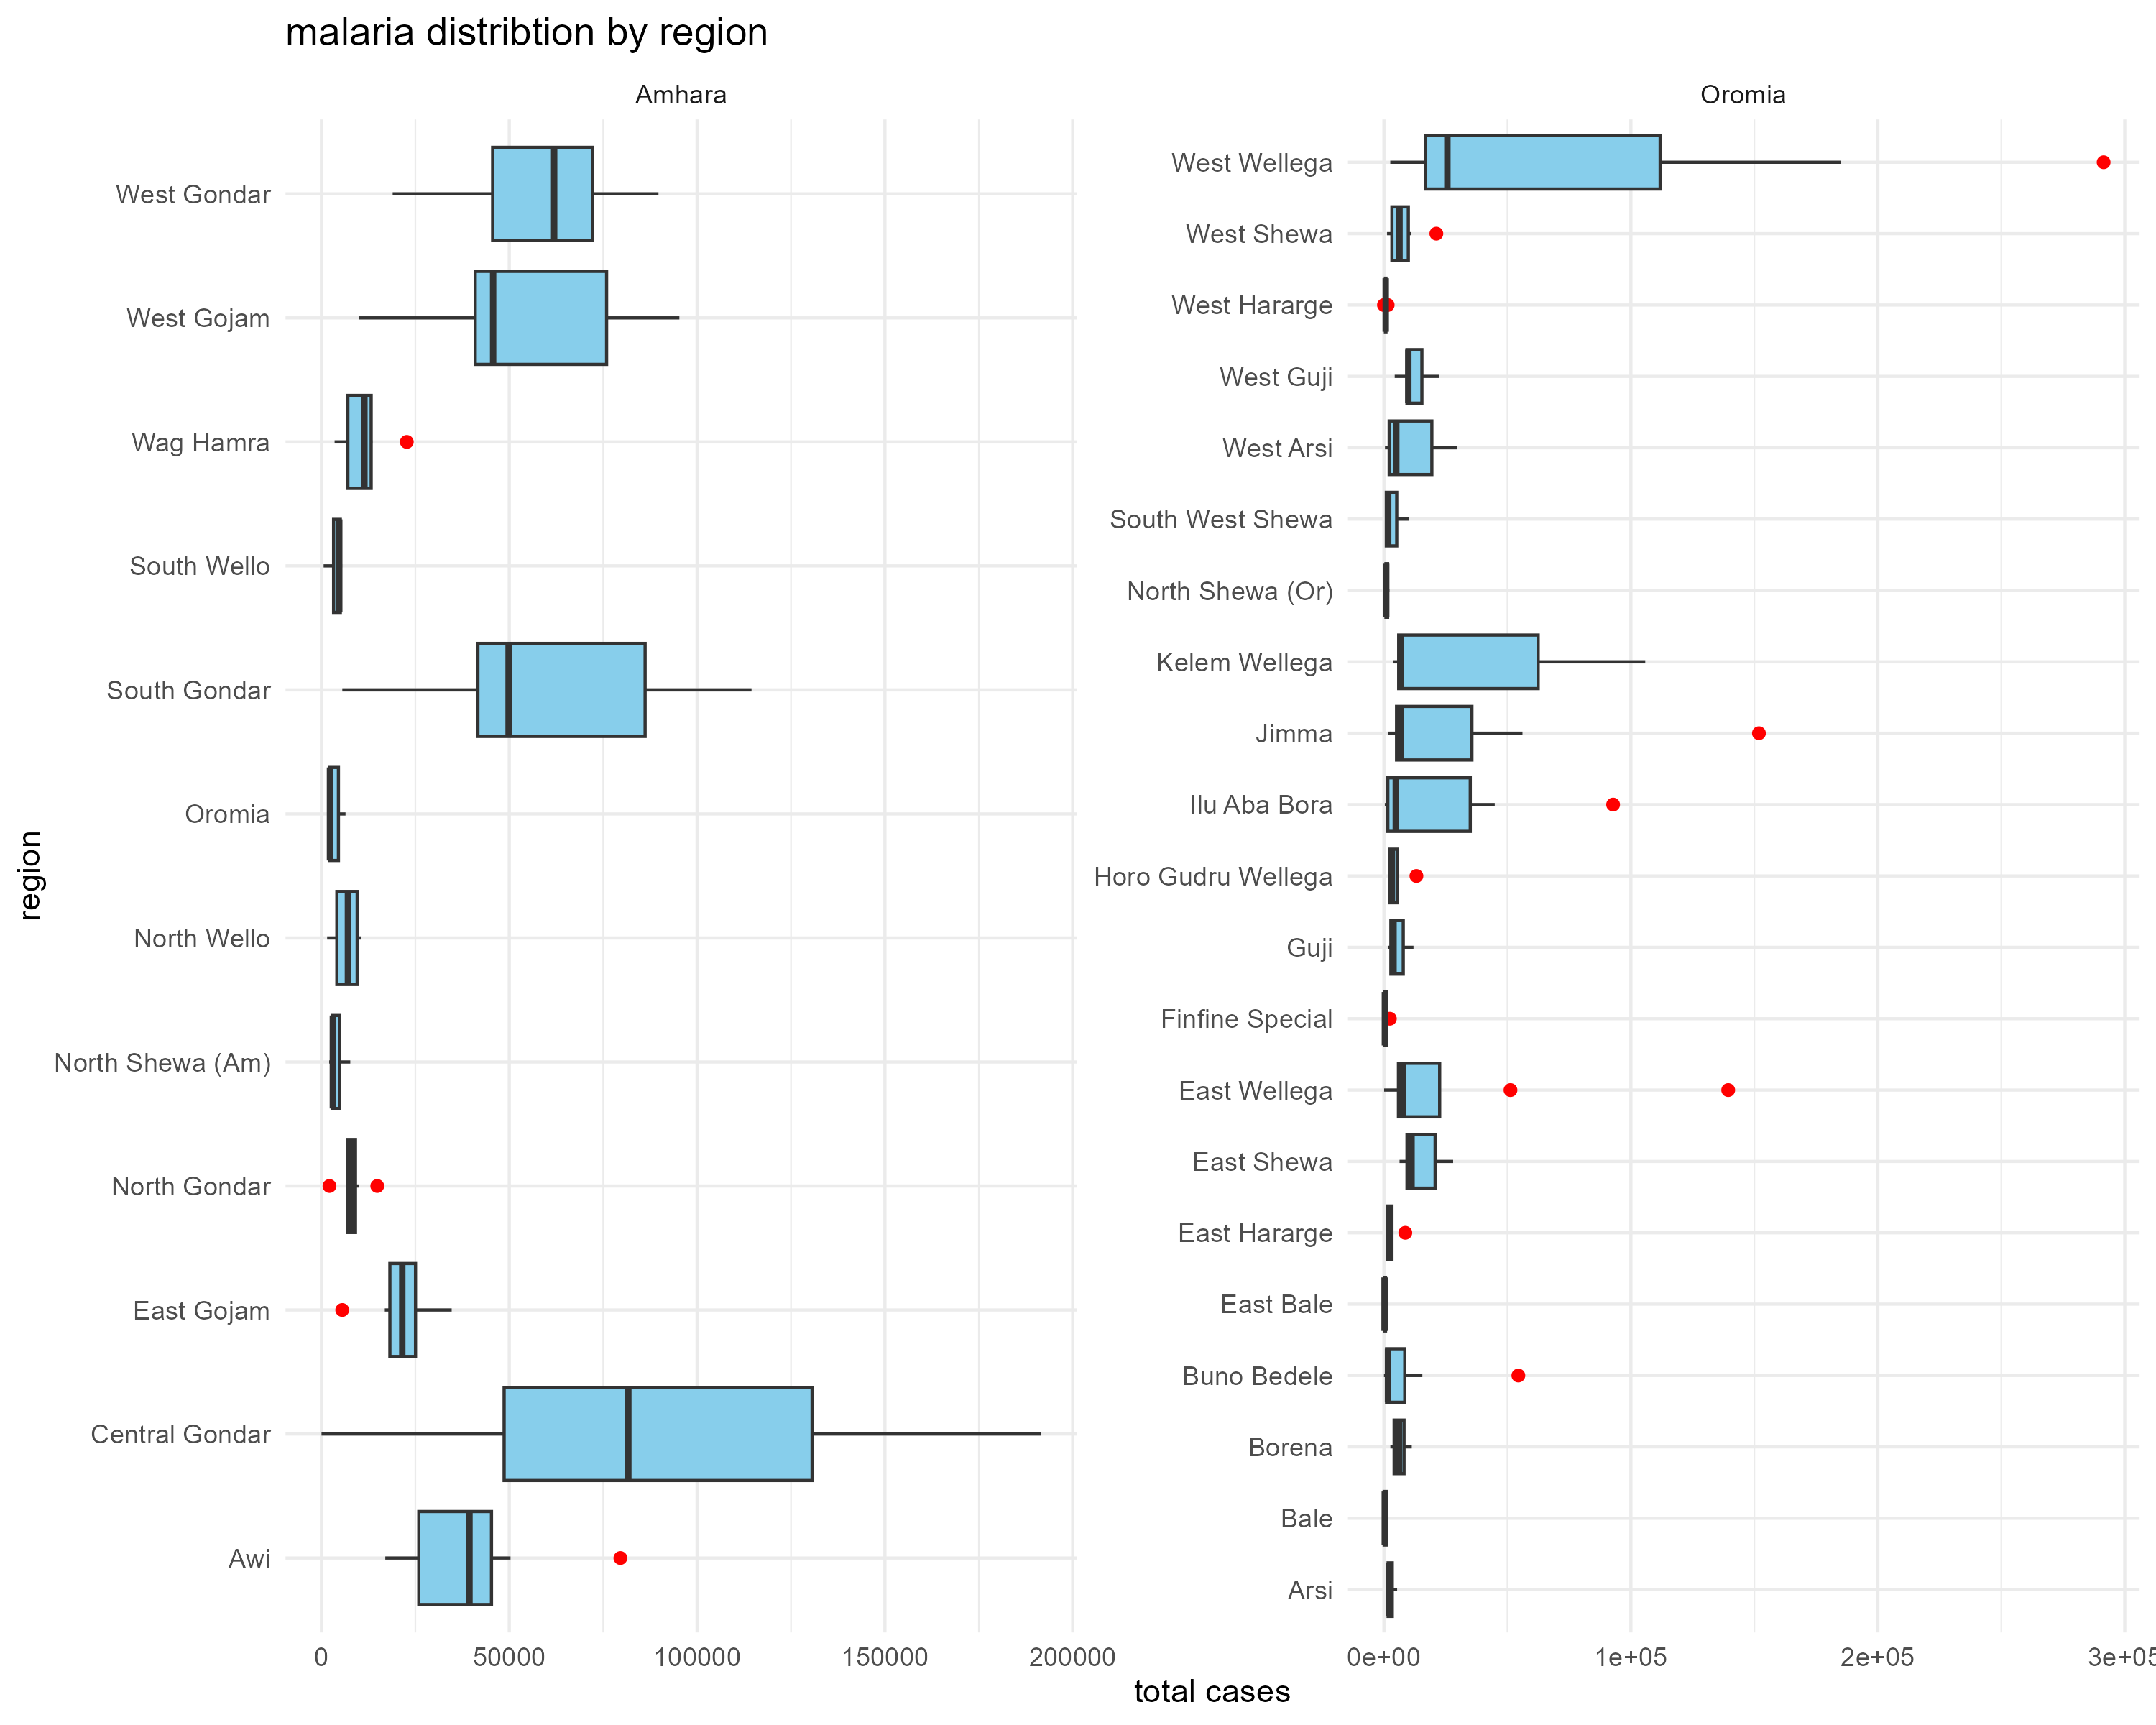 malaria distribtion by region
Amhara
Oromia
region
West Gondar
West Gojam
Wag Hamra
South Wello
South Gondar
Oromia
North Wello
North Shewa (Am)
North Gondar
East Gojam
Central Gondar
Awi
West Wellega
West Shewa
West Hararge
West Guji
West Arsi
South West Shewa
North Shewa (Or)
Kelem Wellega
Jimma
Ilu Aba Bora
Horo Gudru Wellega
Guji
Finfine Special
East Wellega
East Shewa
East Hararge
East Bale
Buno Bedele
Borena
Bale
Arsi
0 50000 100000 150000 200000
0e+00 1e+05 2e+05 3e+05
total cases